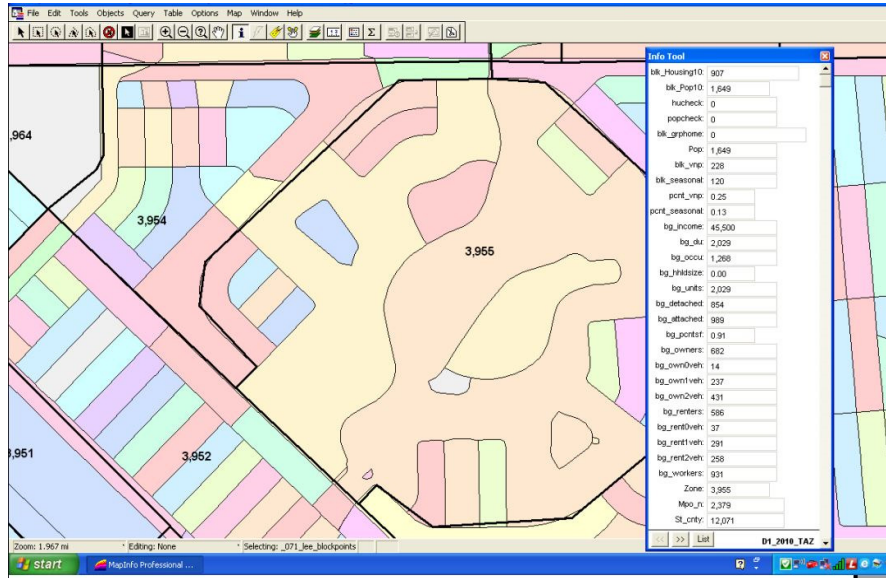 File Edit Tools Objects Query Table Options Map Window Help
Info Tool
blk_Housing10: 907
blk_Pop10: 1,649
hucheck: 0
popcheck: 0
blk_grphome: 0
Pop: 1,649
blk_vnp: 228
blk_seasonal: 120
pcnt_vnp: 0.25
pcnt_seasonal: 0.13
bg_income: 45,500
bg_du: 2,029
bg_occu: 1,268
bg_hhldsize: 0.00
bg_units: 2,029
bg_detached: 854
bg_attached: 989
bg_pcntsf: 0.91
bg_owners: 682
bg_own0veh: 14
bg_own1veh: 237
bg_own2veh: 431
bg_renters: 586
bg_rent0veh: 37
bg_rent1veh: 291
bg_rent2veh: 258
bg_workers: 931
Zone: 3,955
Mpo_n: 2,379
St_cnty: 12,071
<< >> List D1_2010_TAZ
3,964
3,954
3,955
3,952
3,951
Zoom: 1.967 mi Editing: None Selecting: _071_lee_blockpoints
start MapInfo Professional ...